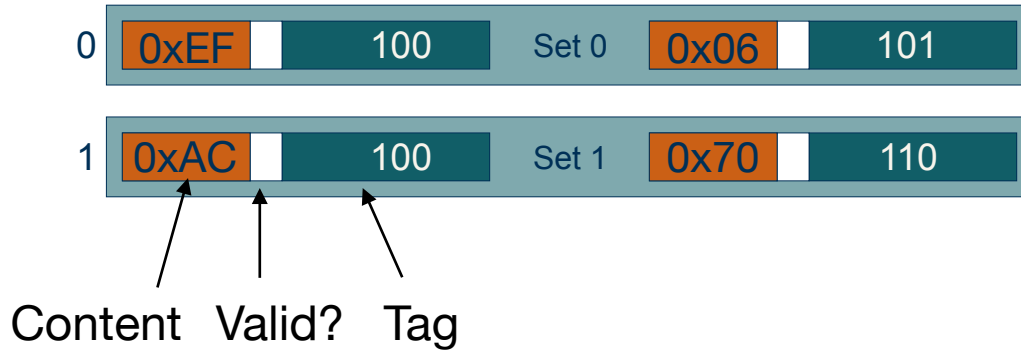 0 0xEF 100 Set 0 0x06 101
1 0xAC 100 Set 1 0x70 110
Content Valid? Tag